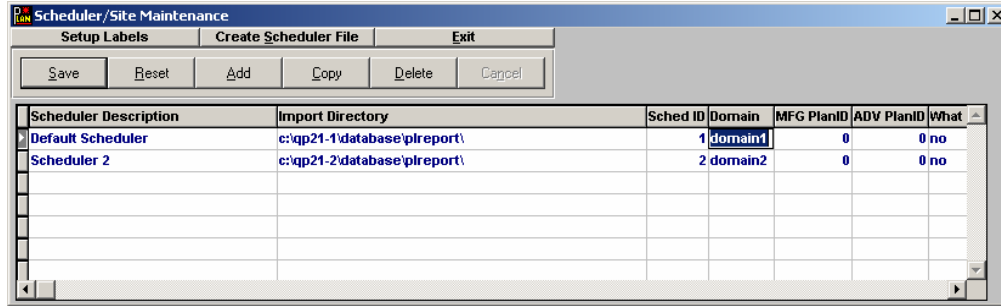 PLAN Scheduler/Site Maintenance
Setup Labels Create Scheduler File Exit
Save Reset Add Copy Delete Cancel
Scheduler Description Import Directory Sched ID Domain MFG PlanID ADV PlanID What
Default Scheduler c:\qp21-1\database\plreport\ 1 domain1 0 0 no
Scheduler 2 c:\qp21-2\database\plreport\ 2 domain2 0 0 no